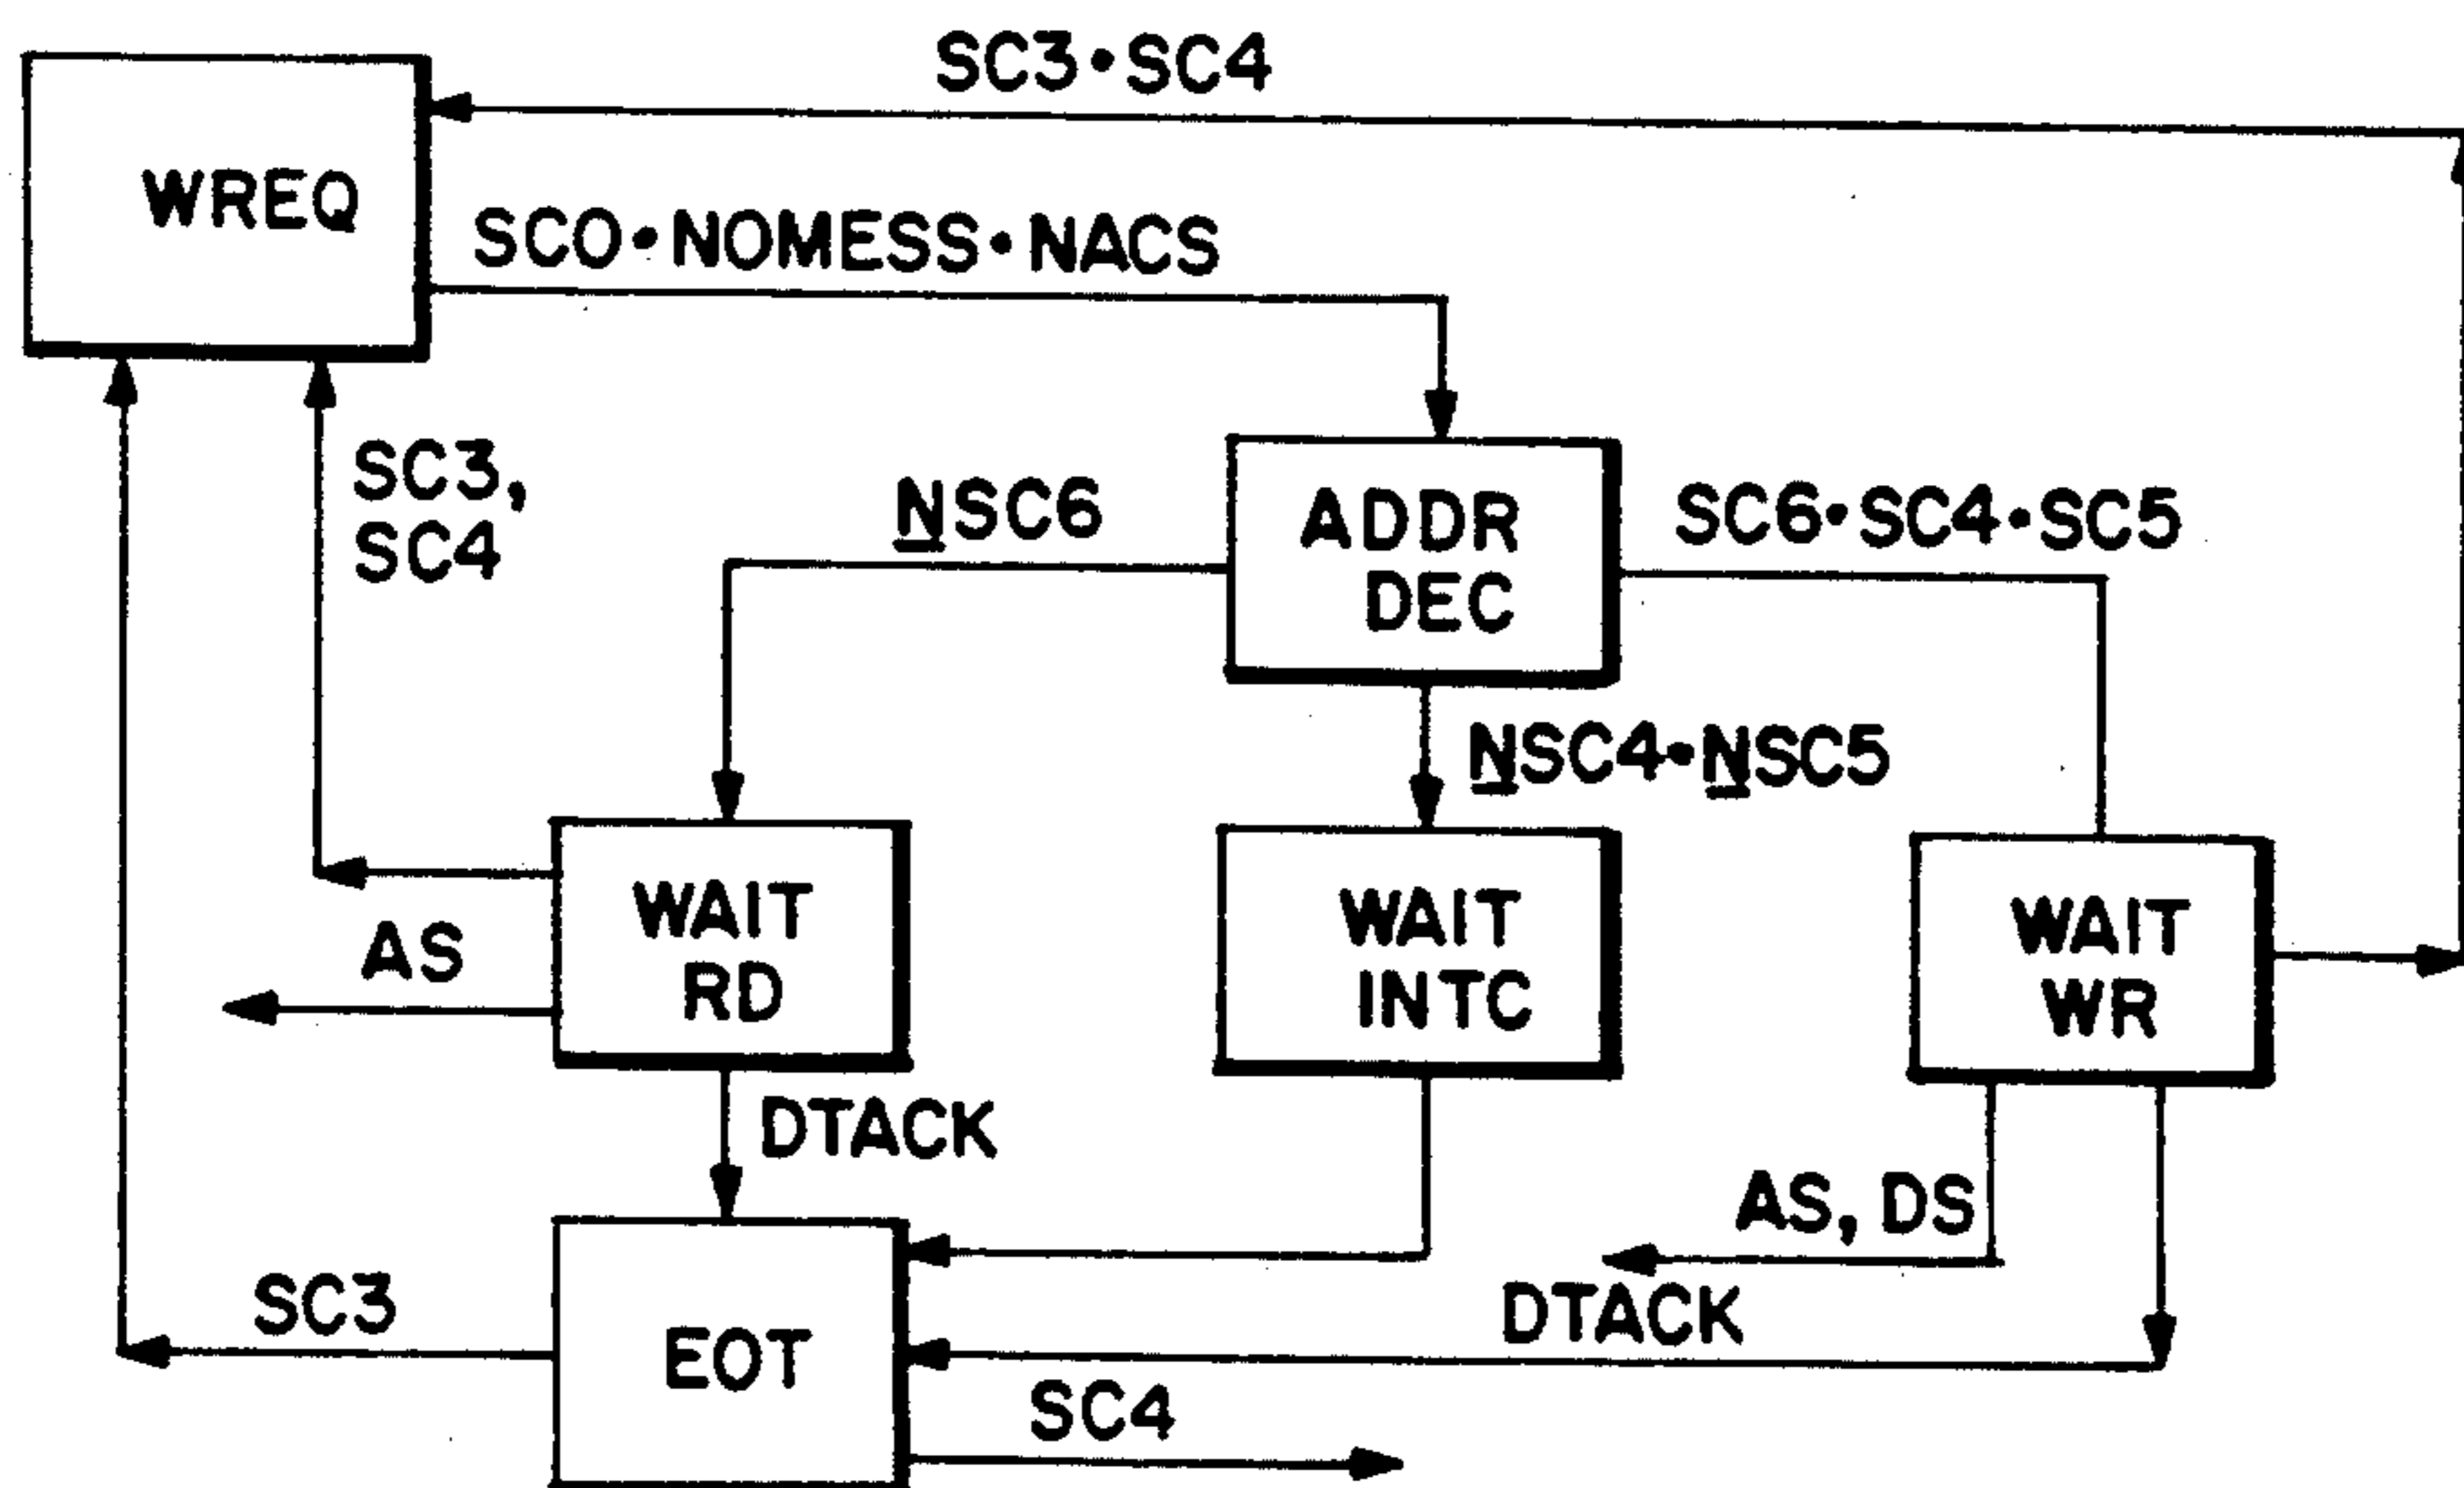 SC3•SC4
WREQ
SCO•NOMESS•NACS
SC3,
SC4
NSC6
ADDR
DEC
SC6•SC4•SC5
NSC4•NSC5
WAIT
RD
WAIT
INTC
WAIT
WR
AS
DTACK
AS, DS
DTACK
SC3
EOT
SC4